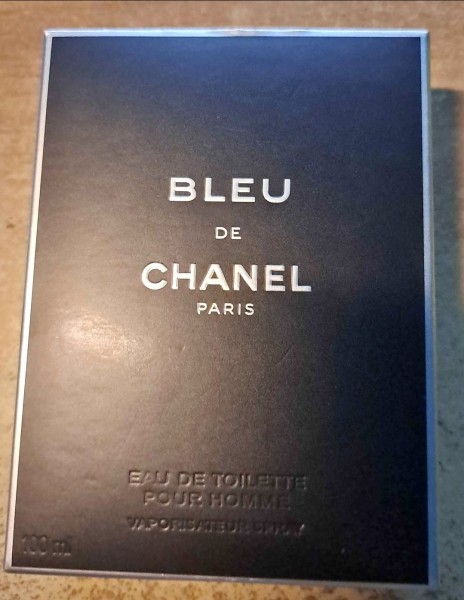 BLEU
DE
CHANEL
PARIS
EAU DE TOILETTE
POUR HOMME
VAPORISATEUR SPRAY
100 ml